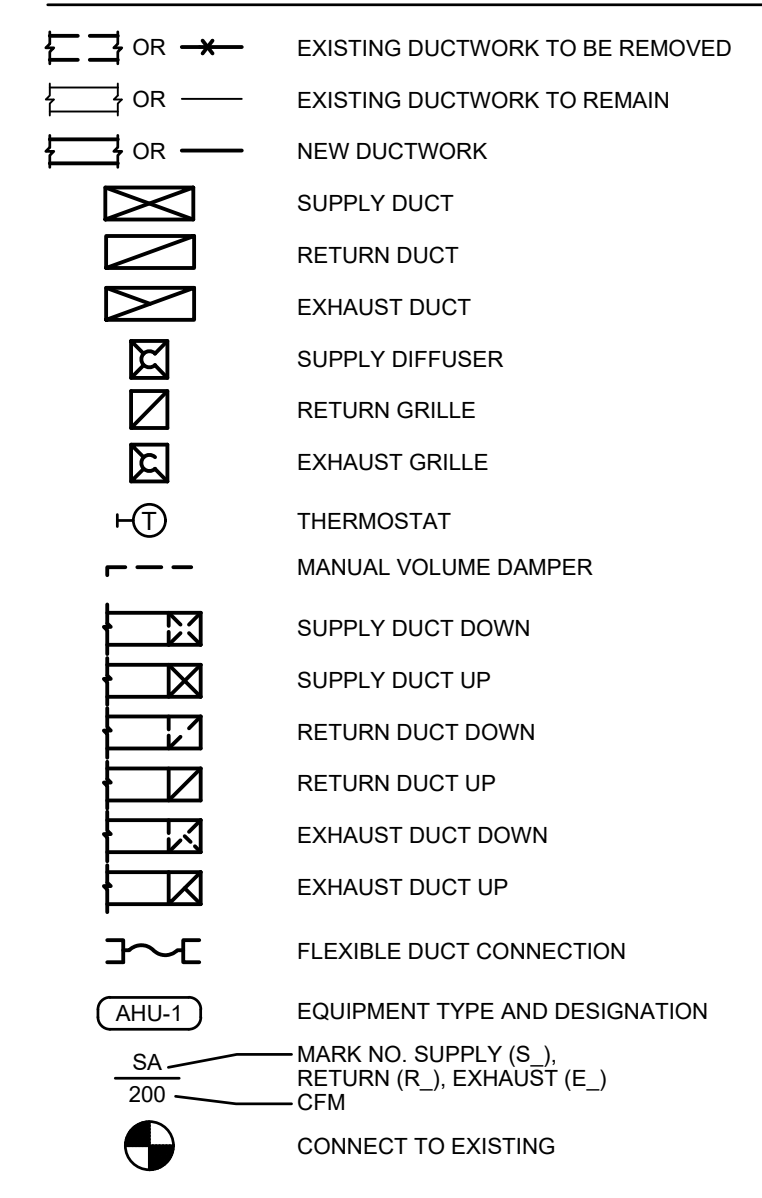 OR EXISTING DUCTWORK TO BE REMOVED
OR EXISTING DUCTWORK TO REMAIN
OR NEW DUCTWORK
SUPPLY DUCT
RETURN DUCT
EXHAUST DUCT
C SUPPLY DIFFUSER
RETURN GRILLE
C EXHAUST GRILLE
T THERMOSTAT
MANUAL VOLUME DAMPER
SUPPLY DUCT DOWN
SUPPLY DUCT UP
RETURN DUCT DOWN
RETURN DUCT UP
EXHAUST DUCT DOWN
EXHAUST DUCT UP
FLEXIBLE DUCT CONNECTION
AHU-1 EQUIPMENT TYPE AND DESIGNATION
SA MARK NO. SUPPLY (S_),
RETURN (R_), EXHAUST (E_)
200 CFM
CONNECT TO EXISTING